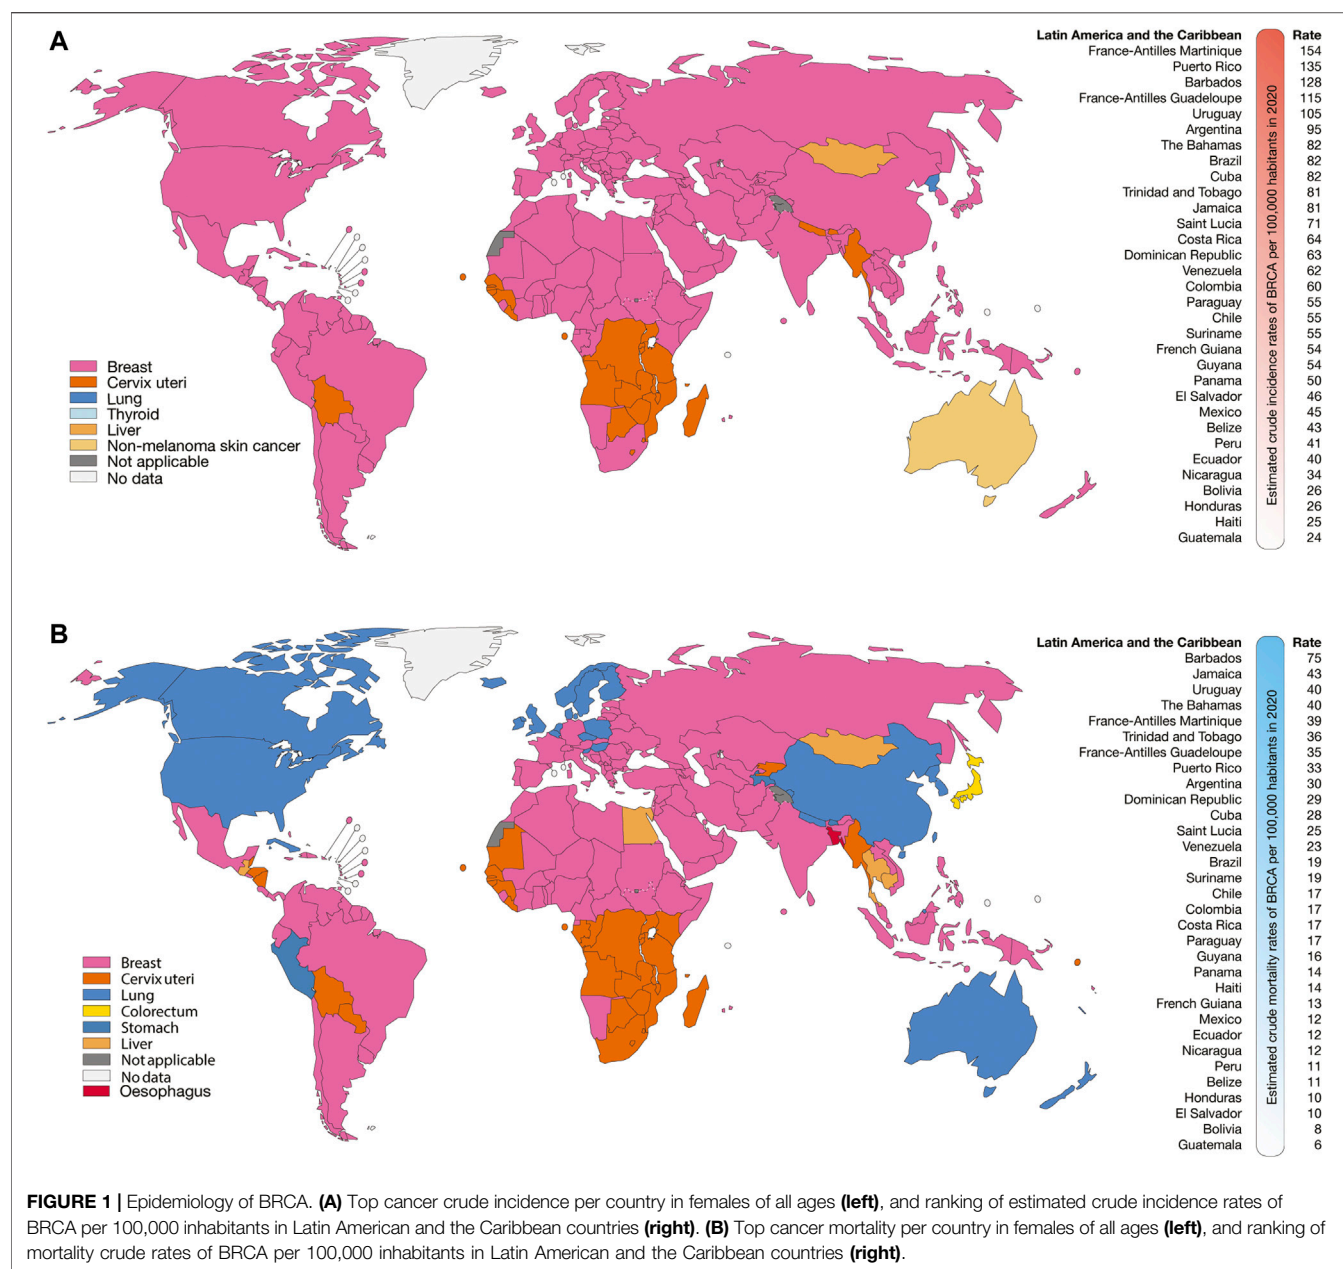 A
Latin America and the Caribbean Rate
France-Antilles Martinique 154
Puerto Rico 135
Barbados 128
France-Antilles Guadeloupe 115
Uruguay 105
Argentina 95
The Bahamas 82
Brazil 82
Cuba 82
Trinidad and Tobago 81
Jamaica 81
Saint Lucia 71
Costa Rica 64
Dominican Republic 63
Venezuela 62
Colombia 60
Paraguay 55
Chile 55
Suriname 55
French Guiana 54
Guyana 54
Panama 50
El Salvador 46
Mexico 45
Belize 43
Peru 41
Ecuador 40
Nicaragua 34
Bolivia 26
Honduras 26
Haiti 25
Guatemala 24
Estimated crude incidence rates of BRCA per 100,000 habitants in 2020
Breast
Cervix uteri
Lung
Thyroid
Liver
Non-melanoma skin cancer
Not applicable
No data
B
Latin America and the Caribbean Rate
Barbados 75
Jamaica 43
Uruguay 40
The Bahamas 40
France-Antilles Martinique 39
Trinidad and Tobago 36
France-Antilles Guadeloupe 35
Puerto Rico 33
Argentina 30
Dominican Republic 29
Cuba 28
Saint Lucia 25
Venezuela 23
Brazil 19
Suriname 19
Chile 17
Colombia 17
Costa Rica 17
Paraguay 17
Guyana 16
Panama 14
Haiti 14
French Guiana 13
Mexico 12
Ecuador 12
Nicaragua 12
Peru 11
Belize 11
Honduras 10
El Salvador 10
Bolivia 8
Guatemala 6
Estimated crude mortality rates of BRCA per 100,000 habitants in 2020
Breast
Cervix uteri
Lung
Colorectum
Stomach
Liver
Not applicable
No data
Oesophagus
FIGURE 1 | Epidemiology of BRCA. (A) Top cancer crude incidence per country in females of all ages (left), and ranking of estimated crude incidence rates of
BRCA per 100,000 inhabitants in Latin American and the Caribbean countries (right). (B) Top cancer mortality per country in females of all ages (left), and ranking of
mortality crude rates of BRCA per 100,000 inhabitants in Latin American and the Caribbean countries (right).